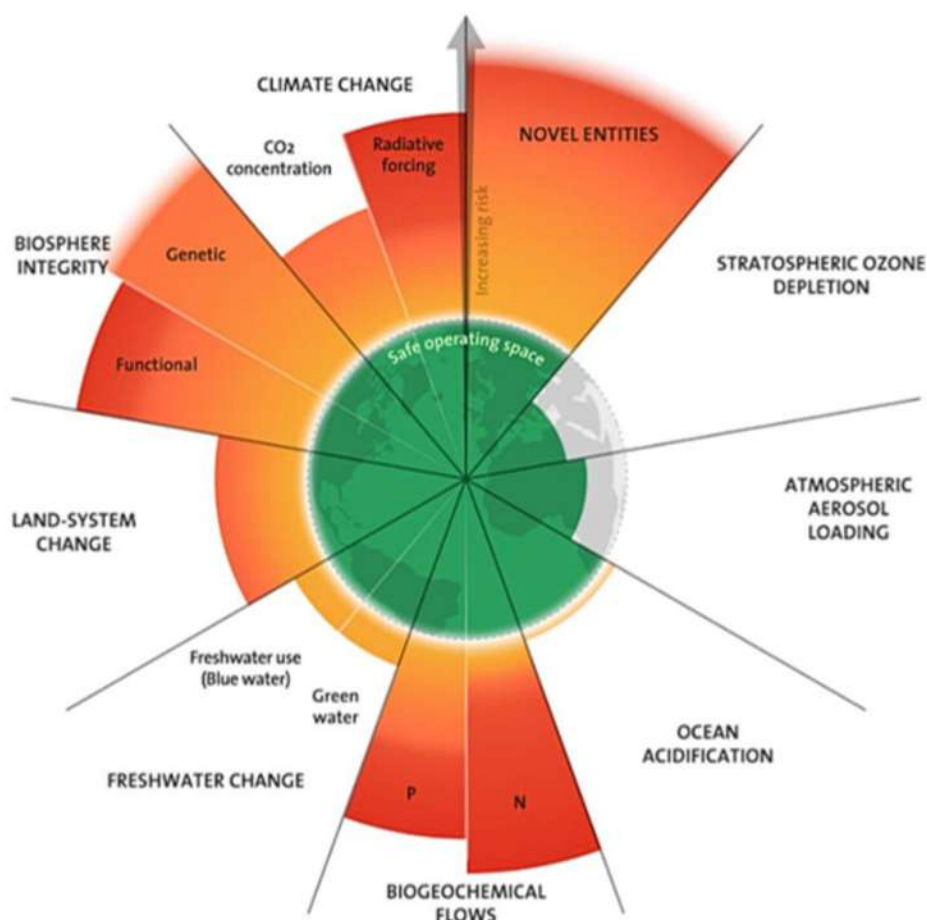 CLIMATE CHANGE
CO2
concentration
Radiative
forcing
NOVEL ENTITIES
Increasing risk
STRATOSPHERIC OZONE
DEPLETION
BIOSPHERE
INTEGRITY
Genetic
Functional
Safe operating space
ATMOSPHERIC
AEROSOL
LOADING
LAND-SYSTEM
CHANGE
Freshwater use
(Blue water)
Green
water
FRESHWATER CHANGE
OCEAN
ACIDIFICATION
P
N
BIOGEOCHEMICAL
FLOWS